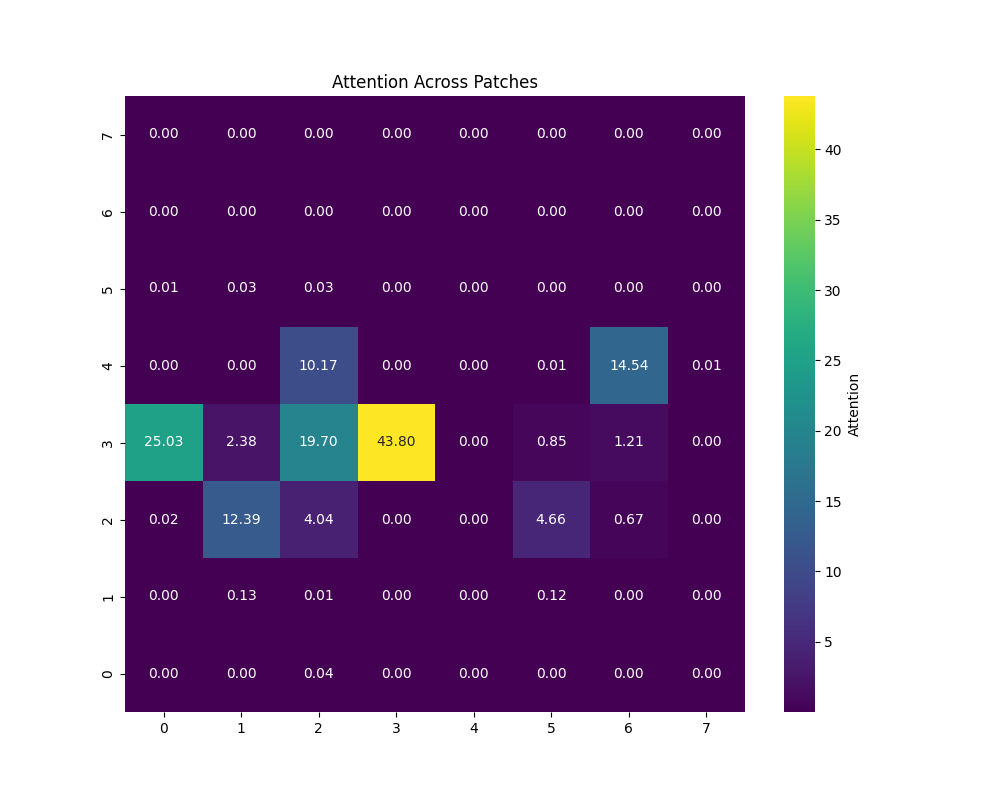 Attention Across Patches
7 0.00 0.00 0.00 0.00 0.00 0.00 0.00 0.00
6 0.00 0.00 0.00 0.00 0.00 0.00 0.00 0.00
5 0.01 0.03 0.03 0.00 0.00 0.00 0.00 0.00
4 0.00 0.00 10.17 0.00 0.00 0.01 14.54 0.01
3 25.03 2.38 19.70 43.80 0.00 0.85 1.21 0.00
2 0.02 12.39 4.04 0.00 0.00 4.66 0.67 0.00
1 0.00 0.13 0.01 0.00 0.00 0.12 0.00 0.00
0 0.00 0.00 0.04 0.00 0.00 0.00 0.00 0.00
0 1 2 3 4 5 6 7
40
35
30
25
20
15
10
5
Attention